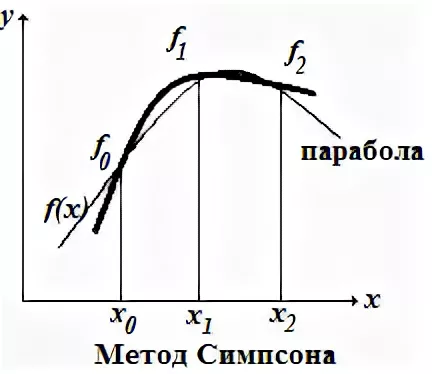 y
f₁
f₂
f₀
парабола
f(x)
x
x₀
x₁
x₂
Метод Симпсона